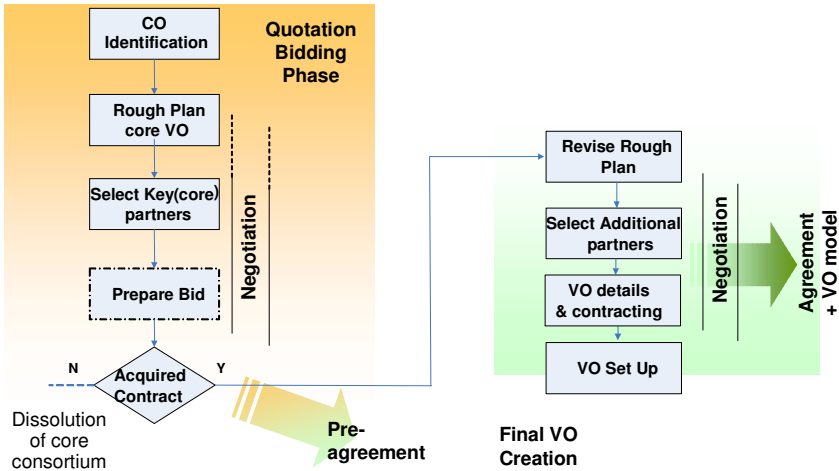 CO
Identification
Quotation
Bidding
Phase
Rough Plan
core VO
Select Key(core)
partners
Negotiation
Prepare Bid
N
Y
Acquired
Contract
Dissolution
of core
consortium
Pre-
agreement
Revise Rough
Plan
Select Additional
partners
VO details
& contracting
VO Set Up
Negotiation
Agreement
+ VO model
Final VO
Creation